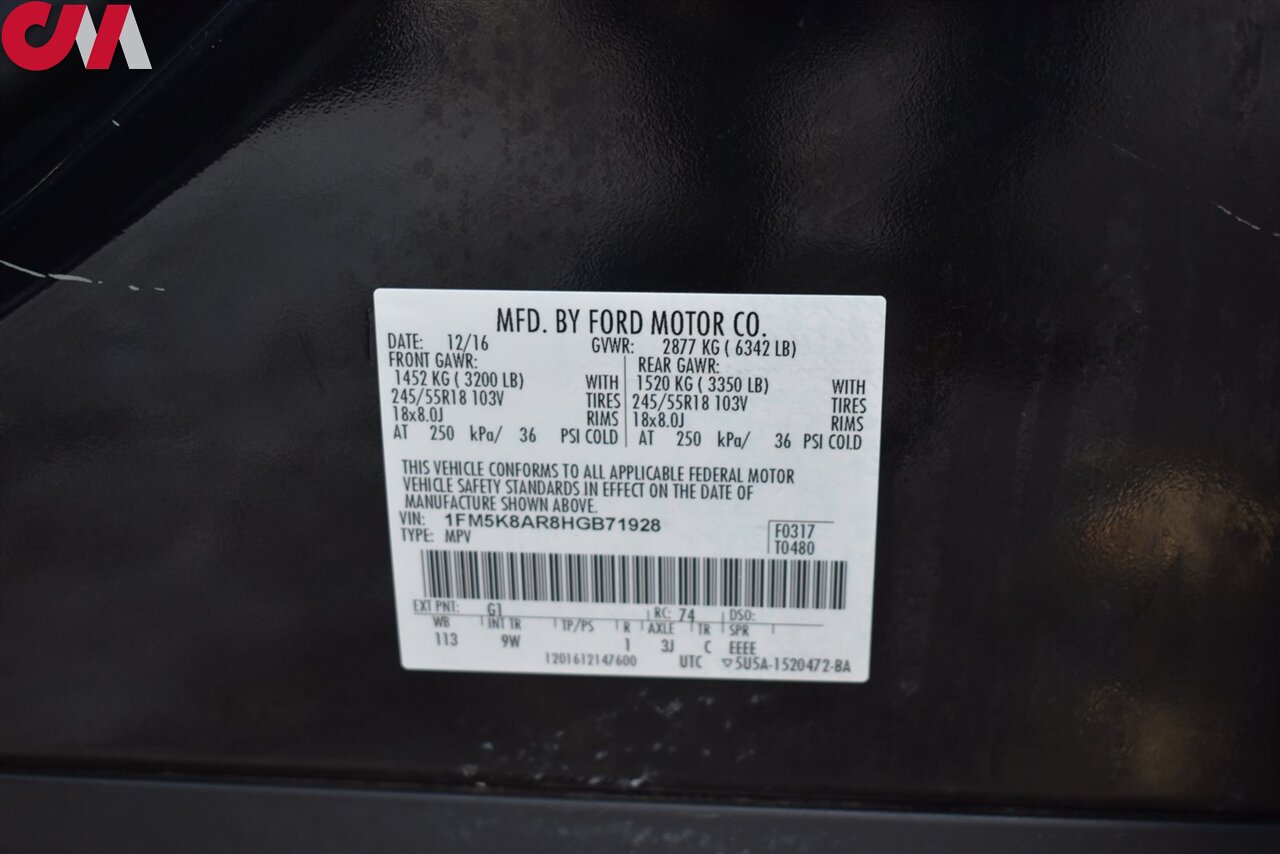 CM
MFD. BY FORD MOTOR CO.
DATE: 12/16 GVWR: 2877 KG ( 6342 LB)
FRONT GAWR: REAR GAWR:
1452 KG ( 3200 LB) WITH 1520 KG ( 3350 LB) WITH
245/55R18 103V TIRES 245/55R18 103V TIRES
18x8.0J RIMS 18x8.0J RIMS
AT 250 kPa/ 36 PSI COLD AT 250 kPa/ 36 PSI COLD
THIS VEHICLE CONFORMS TO ALL APPLICABLE FEDERAL MOTOR
VEHICLE SAFETY STANDARDS IN EFFECT ON THE DATE OF
MANUFACTURE SHOWN ABOVE.
VIN: 1FM5K8AR8HGB71928 F0317
TYPE: MPV T0480
EXT PNT: G1 RC: 74 DSO:
WB INT TR TP/PS R AXLE TR SPR
113 9W 1 3J C EEEE
1201612147600 UTC ▽5U5A-1520472-BA